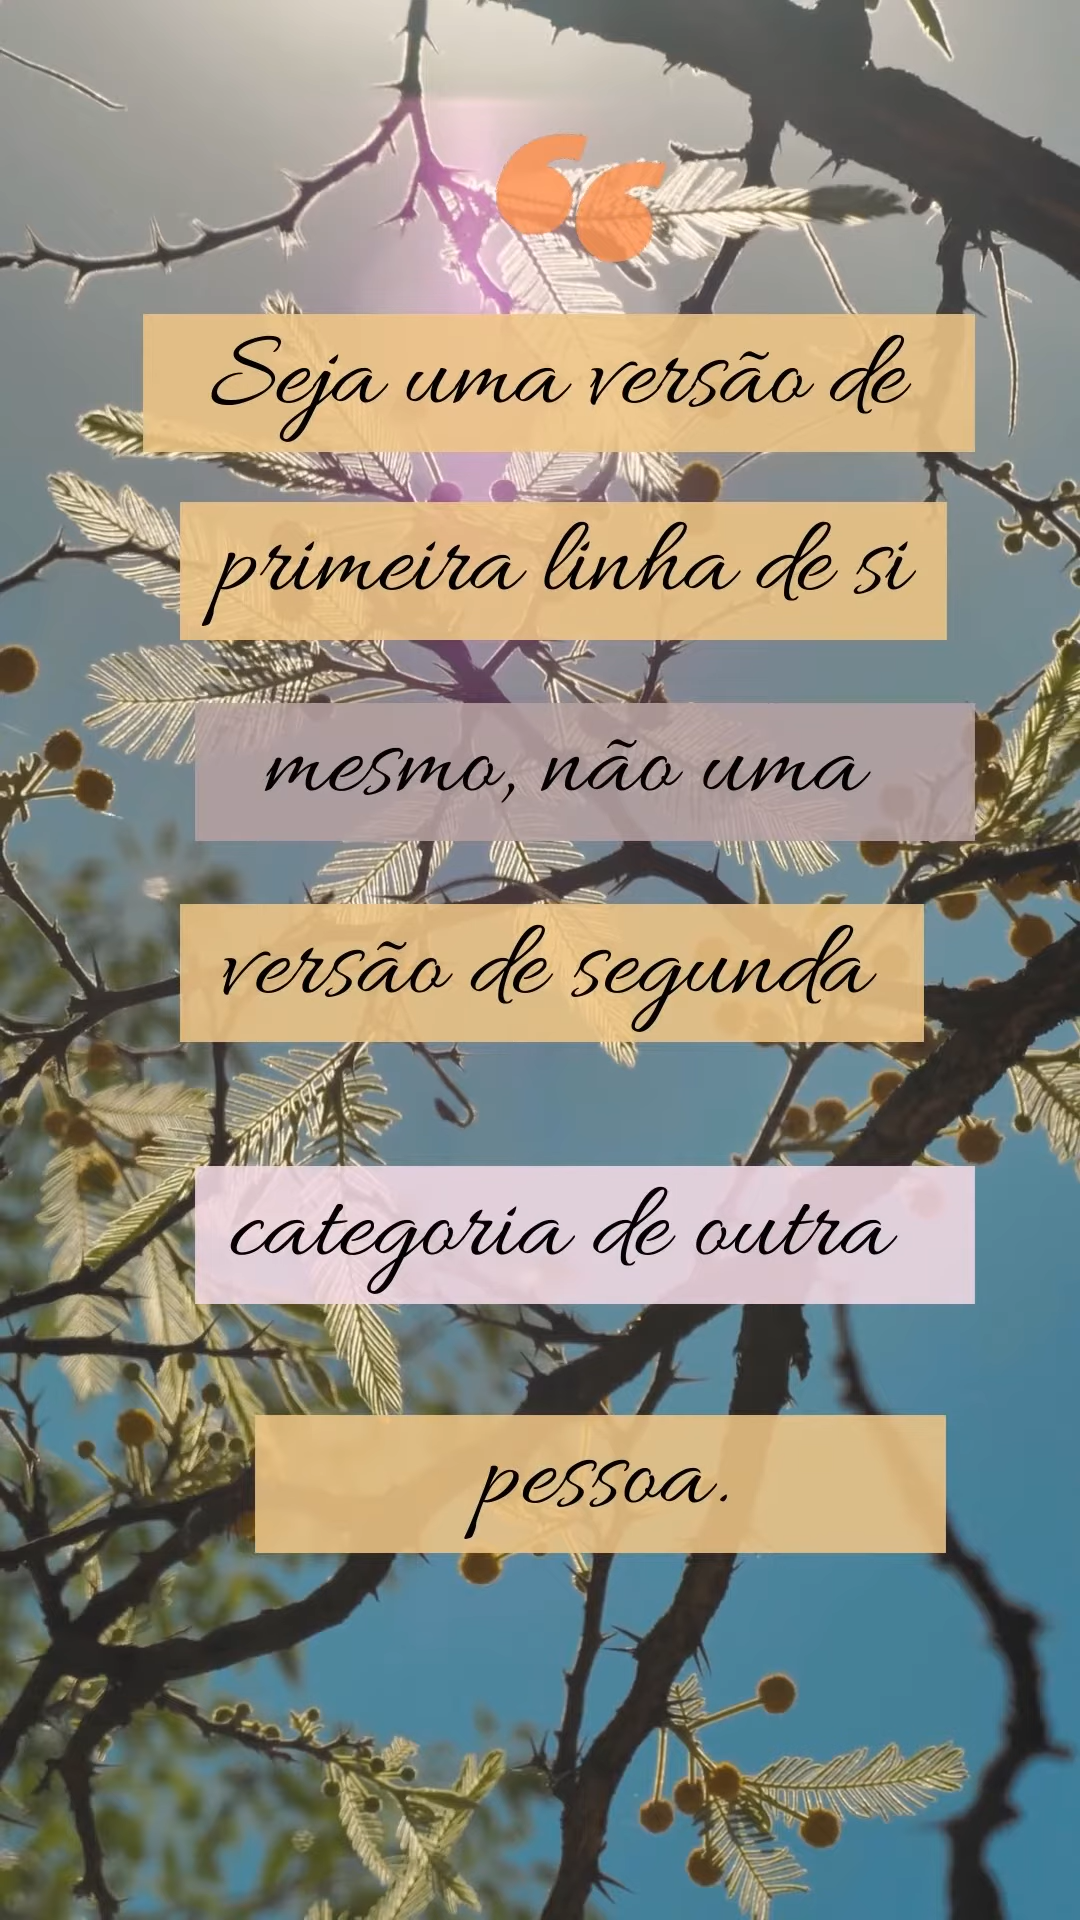 “
Seja uma versão de
primeira linha de si
mesmo, não uma
versão de segunda
categoria de outra
pessoa.